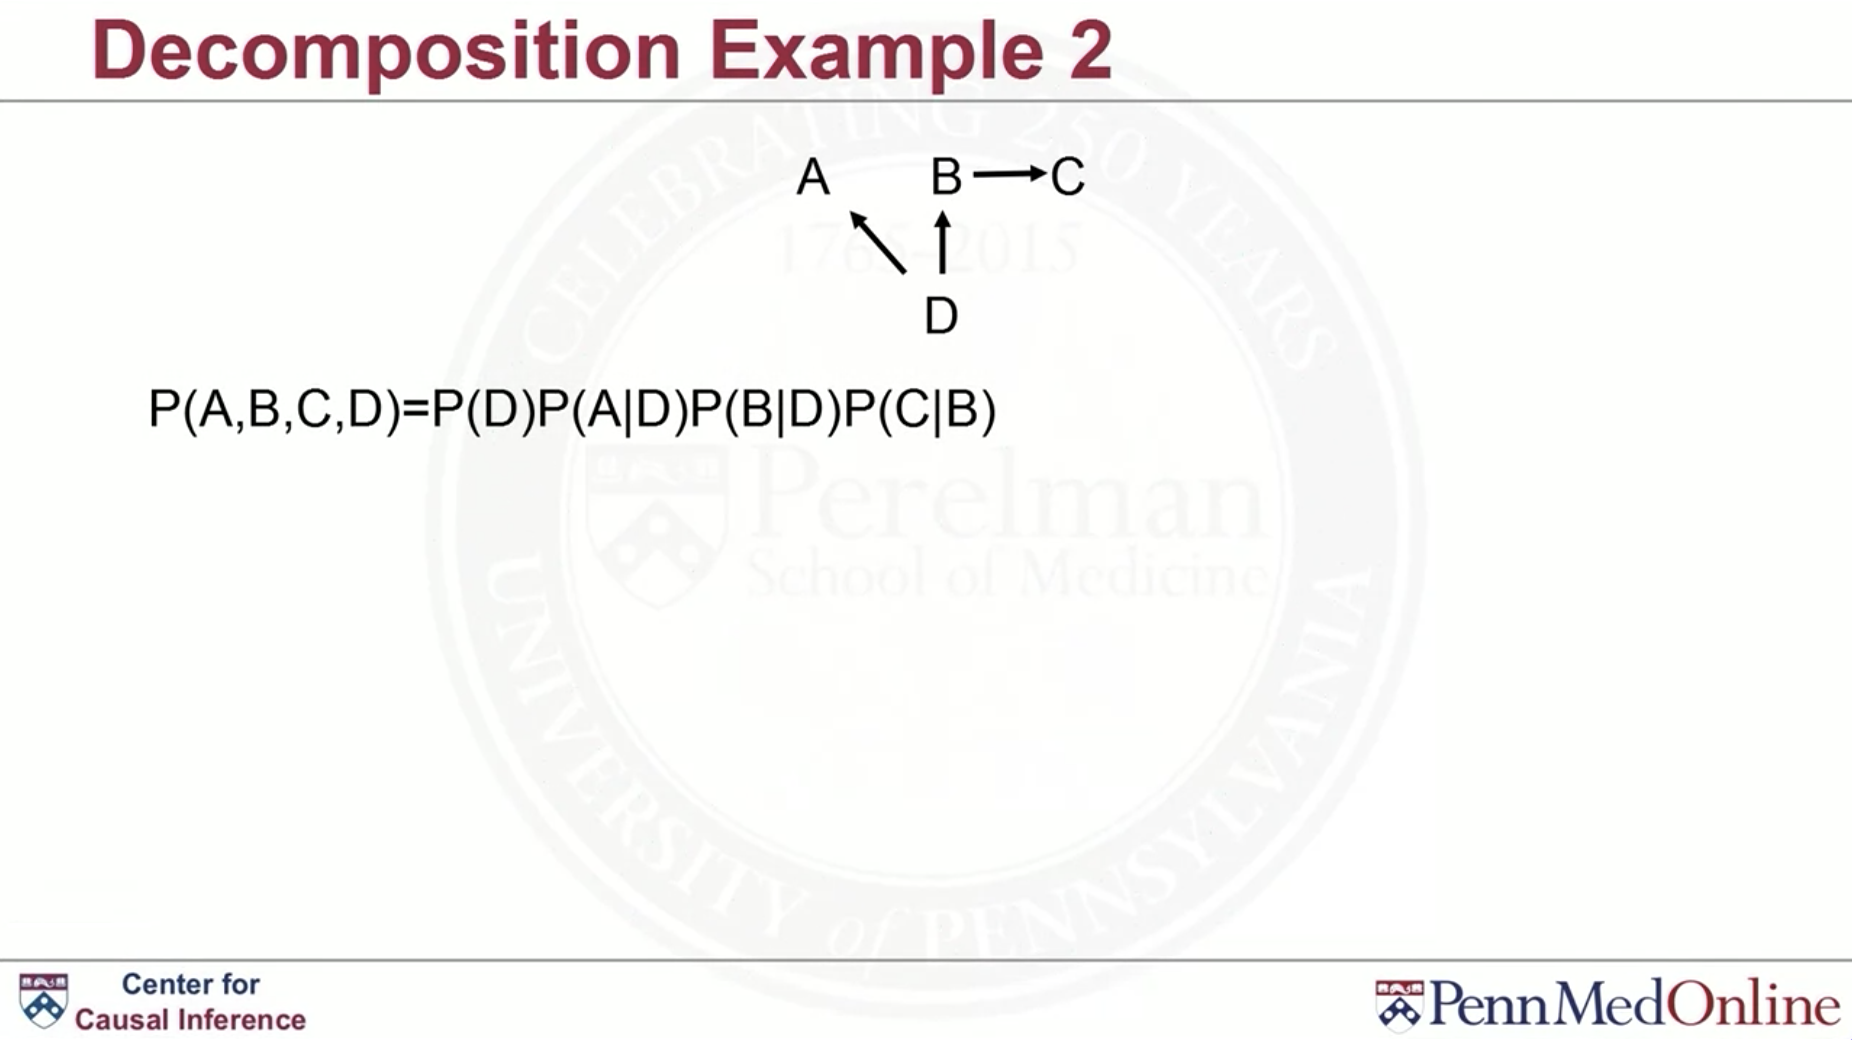 Decomposition Example 2
A B C
D
P(A,B,C,D)=P(D)P(A|D)P(B|D)P(C|B)
CELEBRATING 250 YEARS
1765-2015
Perelman
School of Medicine
UNIVERSITY of PENNSYLVANIA
Center for
Causal Inference
PennMedOnline